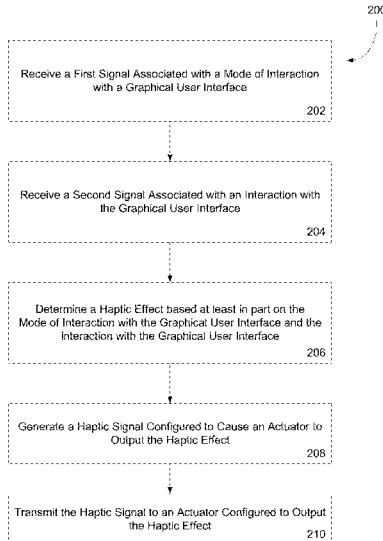 200
Receive a First Signal Associated with a Mode of Interaction
with a Graphical User Interface
202
Receive a Second Signal Associated with an Interaction with
the Graphical User Interface
204
Determine a Haptic Effect based at least in part on the
Mode of Interaction with the Graphical User Interface and the
Interaction with the Graphical User Interface
206
Generate a Haptic Signal Configured to Cause an Actuator to
Output the Haptic Effect
208
Transmit the Haptic Signal to an Actuator Configured to Output
the Haptic Effect
210